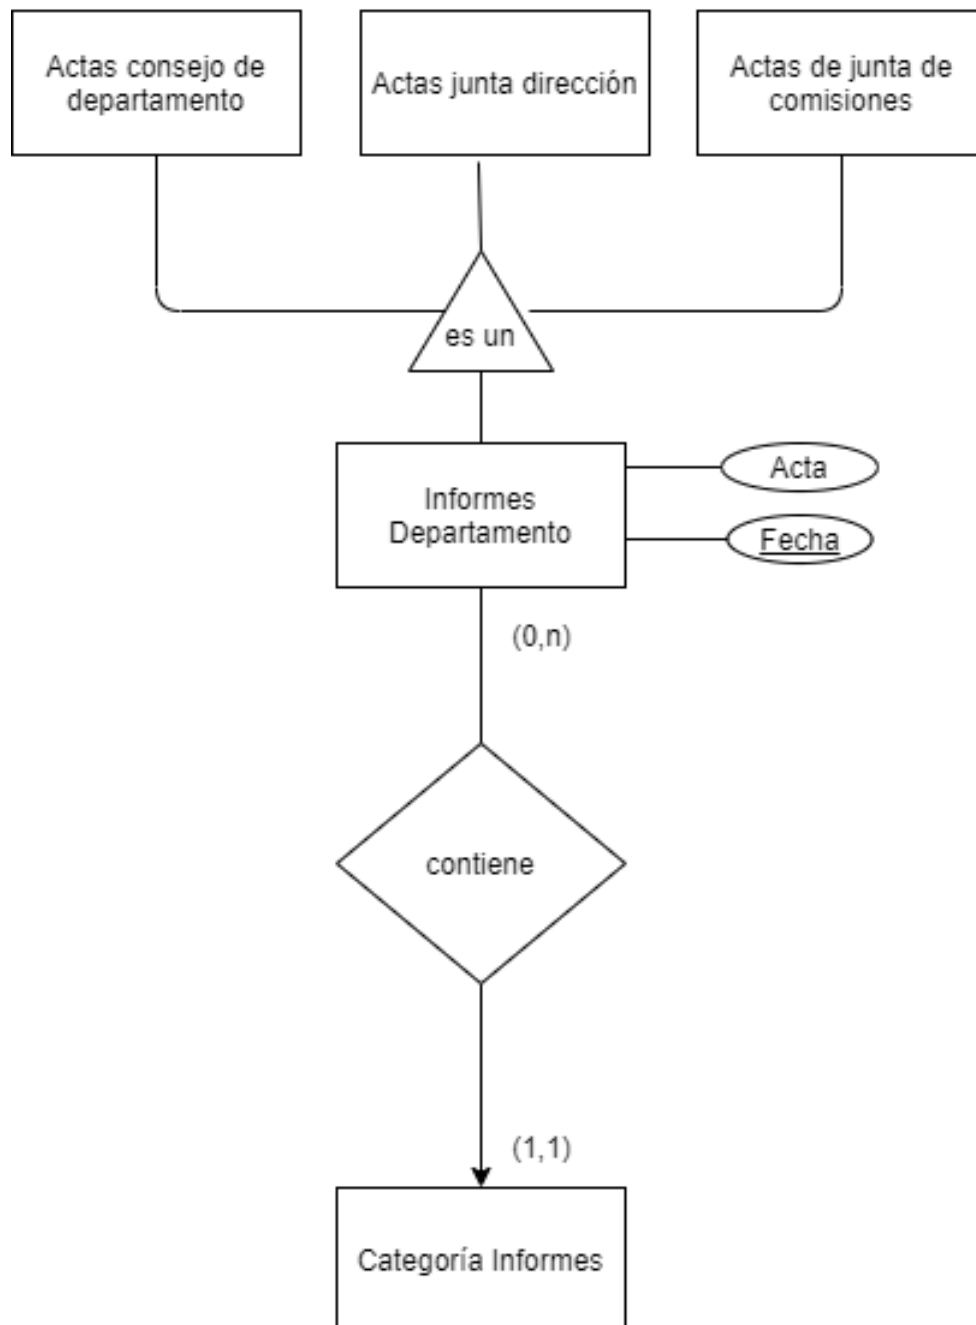 Actas consejo de
departamento
Actas junta dirección
Actas de junta de
comisiones
es un
Informes
Departamento
Acta
Fecha
(0,n)
contiene
(1,1)
Categoría Informes